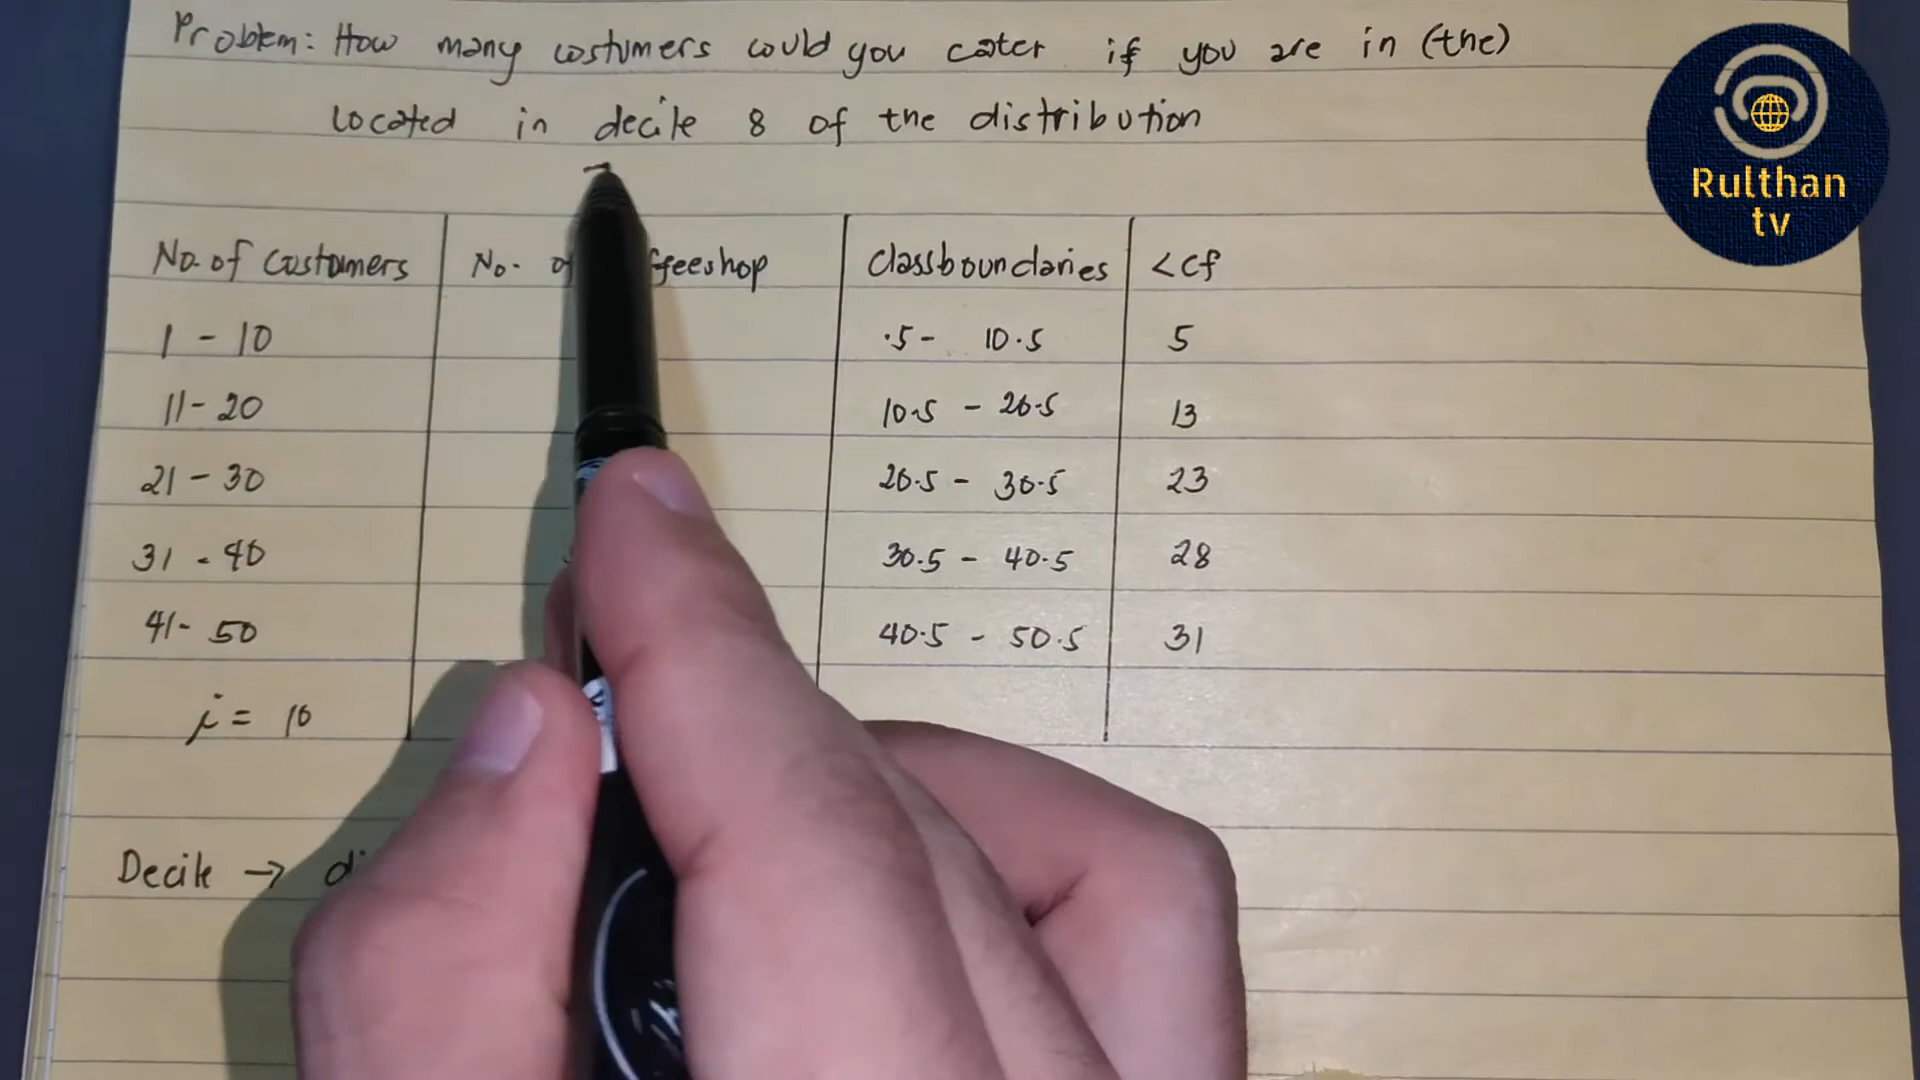 Problem: How many costumers could you cater if you are in (the)
located in decile 8 of the distribution
No. of customers No. of feeshop Classboundaries <cf
1 - 10 .5 - 10.5 5
11 - 20 10.5 - 20.5 13
21 - 30 20.5 - 30.5 23
31 - 40 30.5 - 40.5 28
41 - 50 40.5 - 50.5 31
i = 10
Decile → di
Rulthan
tv